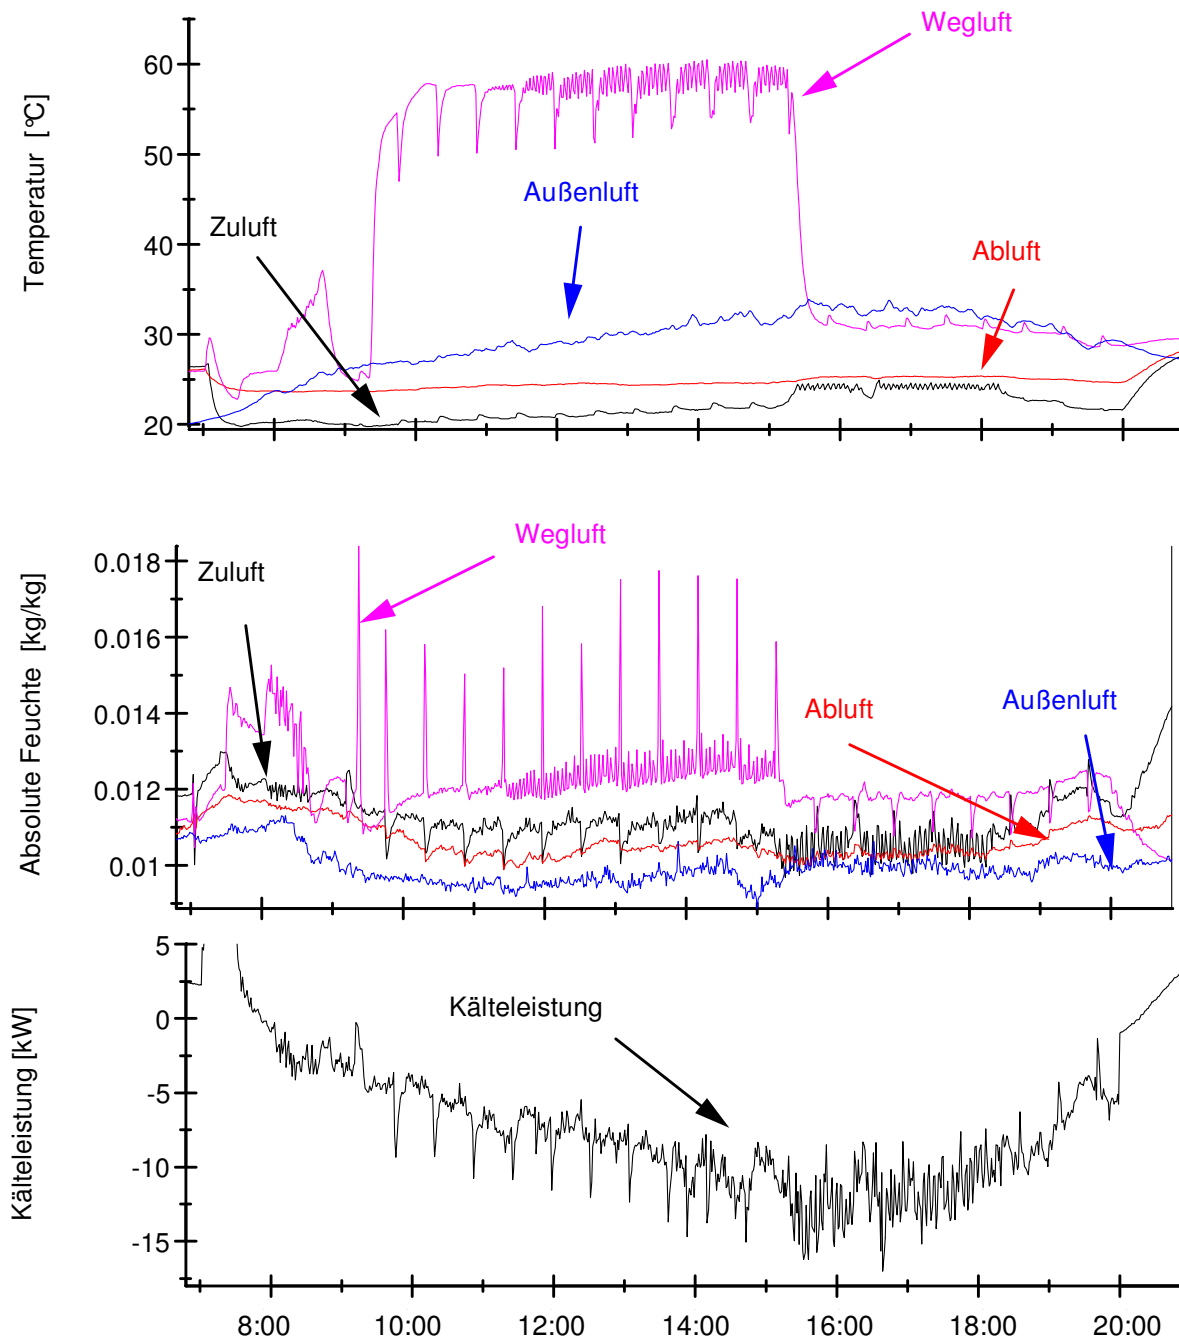 Wegluft
60
Temperatur [°C]
50
Außenluft
Zuluft
40
Abluft
30
20
Wegluft
0.018
Zuluft
Absolute Feuchte [kg/kg]
0.016
0.014
Abluft
Außenluft
0.012
0.01
5
Kälteleistung
0
Kälteleistung [kW]
-5
-10
-15
8:00 10:00 12:00 14:00 16:00 18:00 20:00